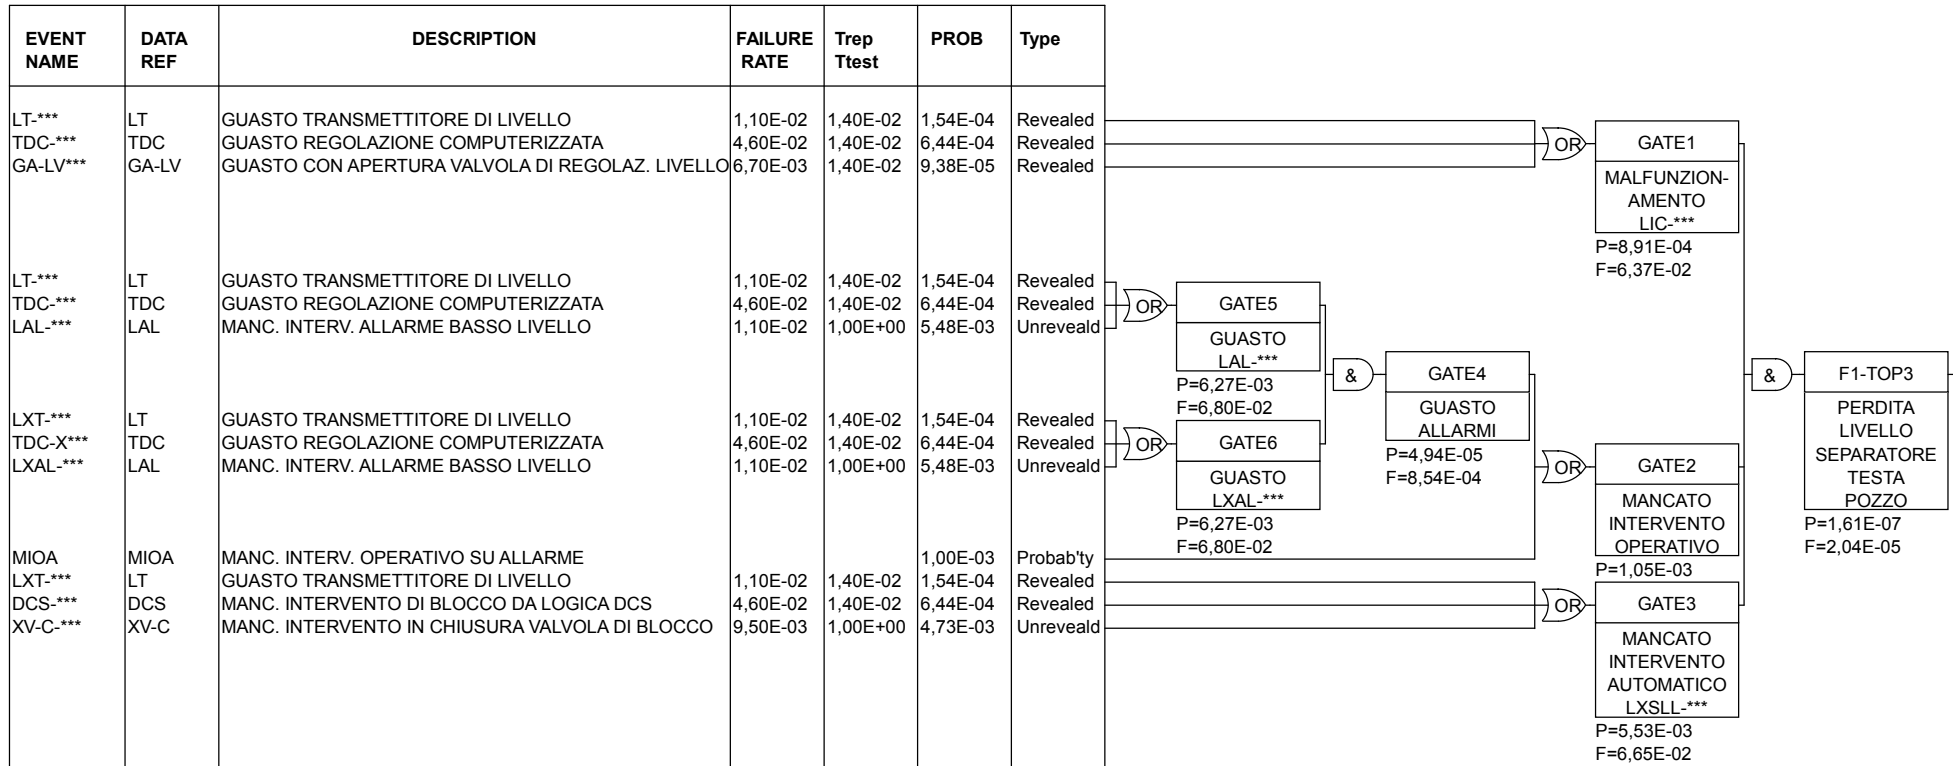 EVENT NAME DATA REF DESCRIPTION FAILURE RATE Trep Ttest PROB Type
LT-*** LT GUASTO TRANSMETTITORE DI LIVELLO 1,10E-02 1,40E-02 1,54E-04 Revealed
TDC-*** TDC GUASTO REGOLAZIONE COMPUTERIZZATA 4,60E-02 1,40E-02 6,44E-04 Revealed
GA-LV*** GA-LV GUASTO CON APERTURA VALVOLA DI REGOLAZ. LIVELLO 6,70E-03 1,40E-02 9,38E-05 Revealed
OR
GATE1
MALFUNZION-
AMENTO
LIC-***
P=8,91E-04
F=6,37E-02
LT-*** LT GUASTO TRANSMETTITORE DI LIVELLO 1,10E-02 1,40E-02 1,54E-04 Revealed
TDC-*** TDC GUASTO REGOLAZIONE COMPUTERIZZATA 4,60E-02 1,40E-02 6,44E-04 Revealed
LAL-*** LAL MANC. INTERV. ALLARME BASSO LIVELLO 1,10E-02 1,00E+00 5,48E-03 Unreveald
OR
GATE5
GUASTO
LAL-***
P=6,27E-03
F=6,80E-02
LXT-*** LT GUASTO TRANSMETTITORE DI LIVELLO 1,10E-02 1,40E-02 1,54E-04 Revealed
TDC-X*** TDC GUASTO REGOLAZIONE COMPUTERIZZATA 4,60E-02 1,40E-02 6,44E-04 Revealed
LXAL-*** LAL MANC. INTERV. ALLARME BASSO LIVELLO 1,10E-02 1,00E+00 5,48E-03 Unreveald
OR
GATE6
GUASTO
LXAL-***
P=6,27E-03
F=6,80E-02
&
GATE4
GUASTO
ALLARMI
P=4,94E-05
F=8,54E-04
MIOA MIOA MANC. INTERV. OPERATIVO SU ALLARME 1,00E-03 Probab'ty
OR
GATE2
MANCATO
INTERVENTO
OPERATIVO
P=1,05E-03
LXT-*** LT GUASTO TRANSMETTITORE DI LIVELLO 1,10E-02 1,40E-02 1,54E-04 Revealed
DCS-*** DCS MANC. INTERVENTO DI BLOCCO DA LOGICA DCS 4,60E-02 1,40E-02 6,44E-04 Revealed
XV-C-*** XV-C MANC. INTERVENTO IN CHIUSURA VALVOLA DI BLOCCO 9,50E-03 1,00E+00 4,73E-03 Unreveald
OR
GATE3
MANCATO
INTERVENTO
AUTOMATICO
LXSLL-***
P=5,53E-03
F=6,65E-02
&
F1-TOP3
PERDITA
LIVELLO
SEPARATORE
TESTA
POZZO
P=1,61E-07
F=2,04E-05